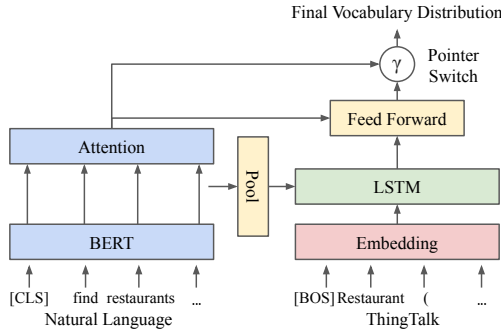 Final Vocabulary Distribution
γ
Pointer
Switch
Feed Forward
Attention
Pool
LSTM
BERT
Embedding
[CLS] find restaurants ...
[BOS] Restaurant ( ...
Natural Language
ThingTalk